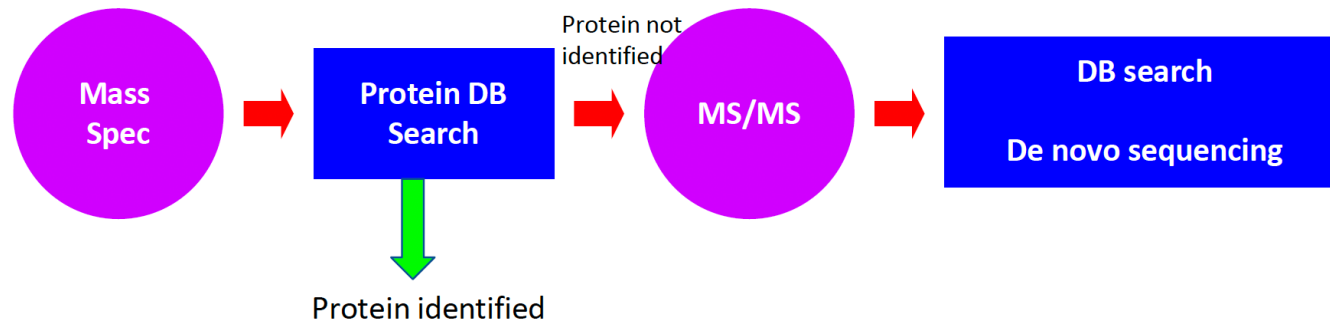 Mass
Spec
Protein DB
Search
Protein not
identified
MS/MS
DB search
De novo sequencing
Protein identified